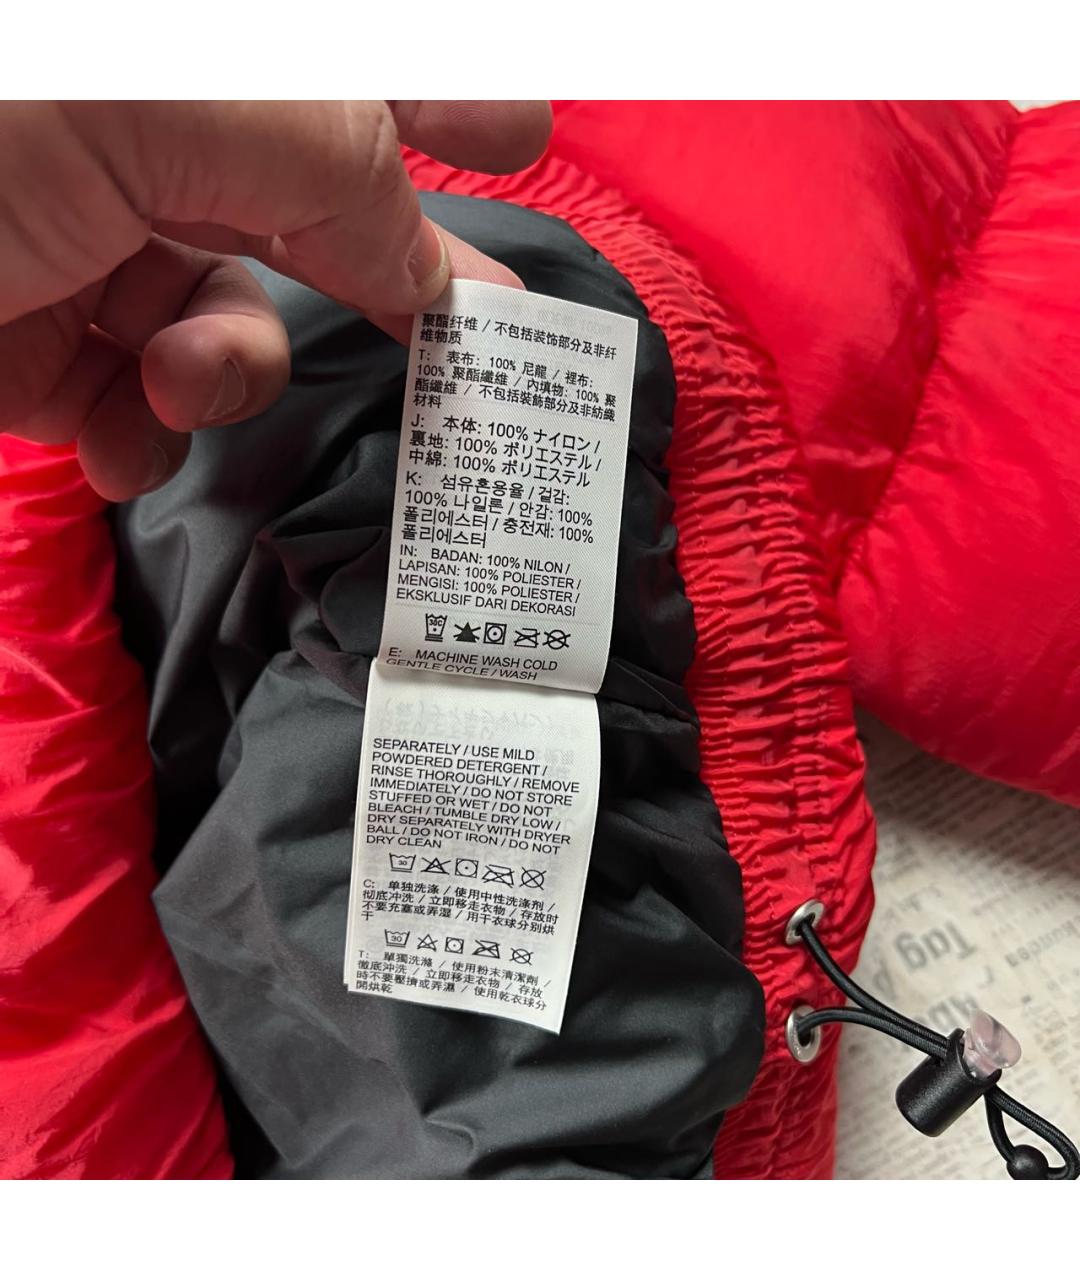 聚酯纤维 / 不包括装饰部分及非纤
维物质
T: 表布: 100% 尼龍 / 裡布:
100% 聚酯纖維 / 內填物: 100% 聚
酯纖維 / 不包括裝飾部分及非紡織
材料
J: 本体: 100% ナイロン /
裏地: 100% ポリエステル /
中綿: 100% ポリエステル
K: 섬유혼용율 / 겉감:
100% 나일론 / 안감: 100%
폴리에스터 / 충전재: 100%
폴리에스터
IN: BADAN: 100% NILON /
LAPISAN: 100% POLIESTER /
MENGISI: 100% POLIESTER /
EKSKLUSIF DARI DEKORASI
30°
E: MACHINE WASH COLD
GENTLE CYCLE / WASH
SEPARATELY / USE MILD
POWDERED DETERGENT /
RINSE THOROUGHLY / REMOVE
IMMEDIATELY / DO NOT STORE
STUFFED OR WET / DO NOT
BLEACH / TUMBLE DRY LOW /
DRY SEPARATELY WITH DRYER
BALL / DO NOT IRON / DO NOT
DRY CLEAN
30
C: 单独洗涤 / 使用中性洗涤剂 /
彻底冲洗 / 立即移走衣物 / 存放时
不要充塞或弄湿 / 用干衣球分别烘
干
30
T: 單獨洗滌 / 使用粉末清潔劑 /
徹底沖洗 / 立即移走衣物 / 存放
時不要壓擠或弄濕 / 使用乾衣球分
開烘乾
Tag